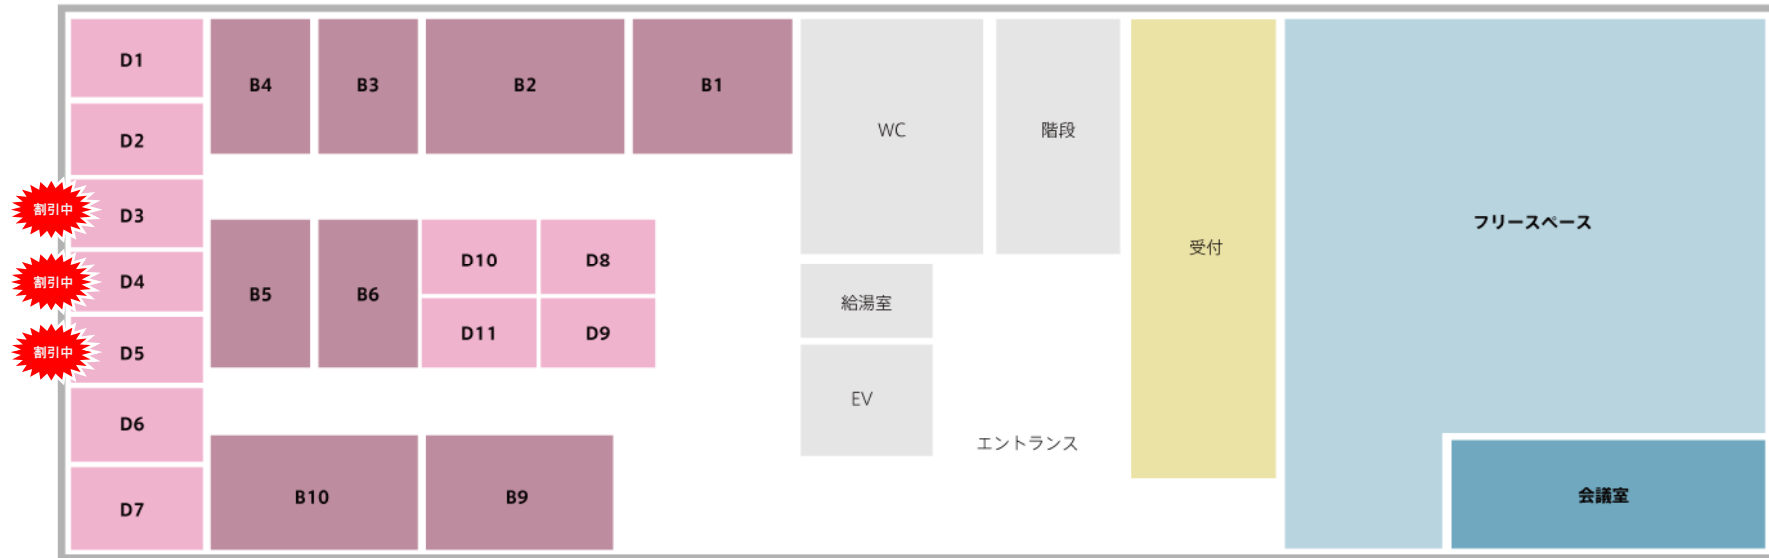 D1
B4
B3
B2
B1
WC
階段
受付
フリースペース
D2
割引中
D3
割引中
D4
割引中
D5
B5
B6
D10
D8
D11
D9
給湯室
EV
エントランス
D6
D7
B10
B9
会議室